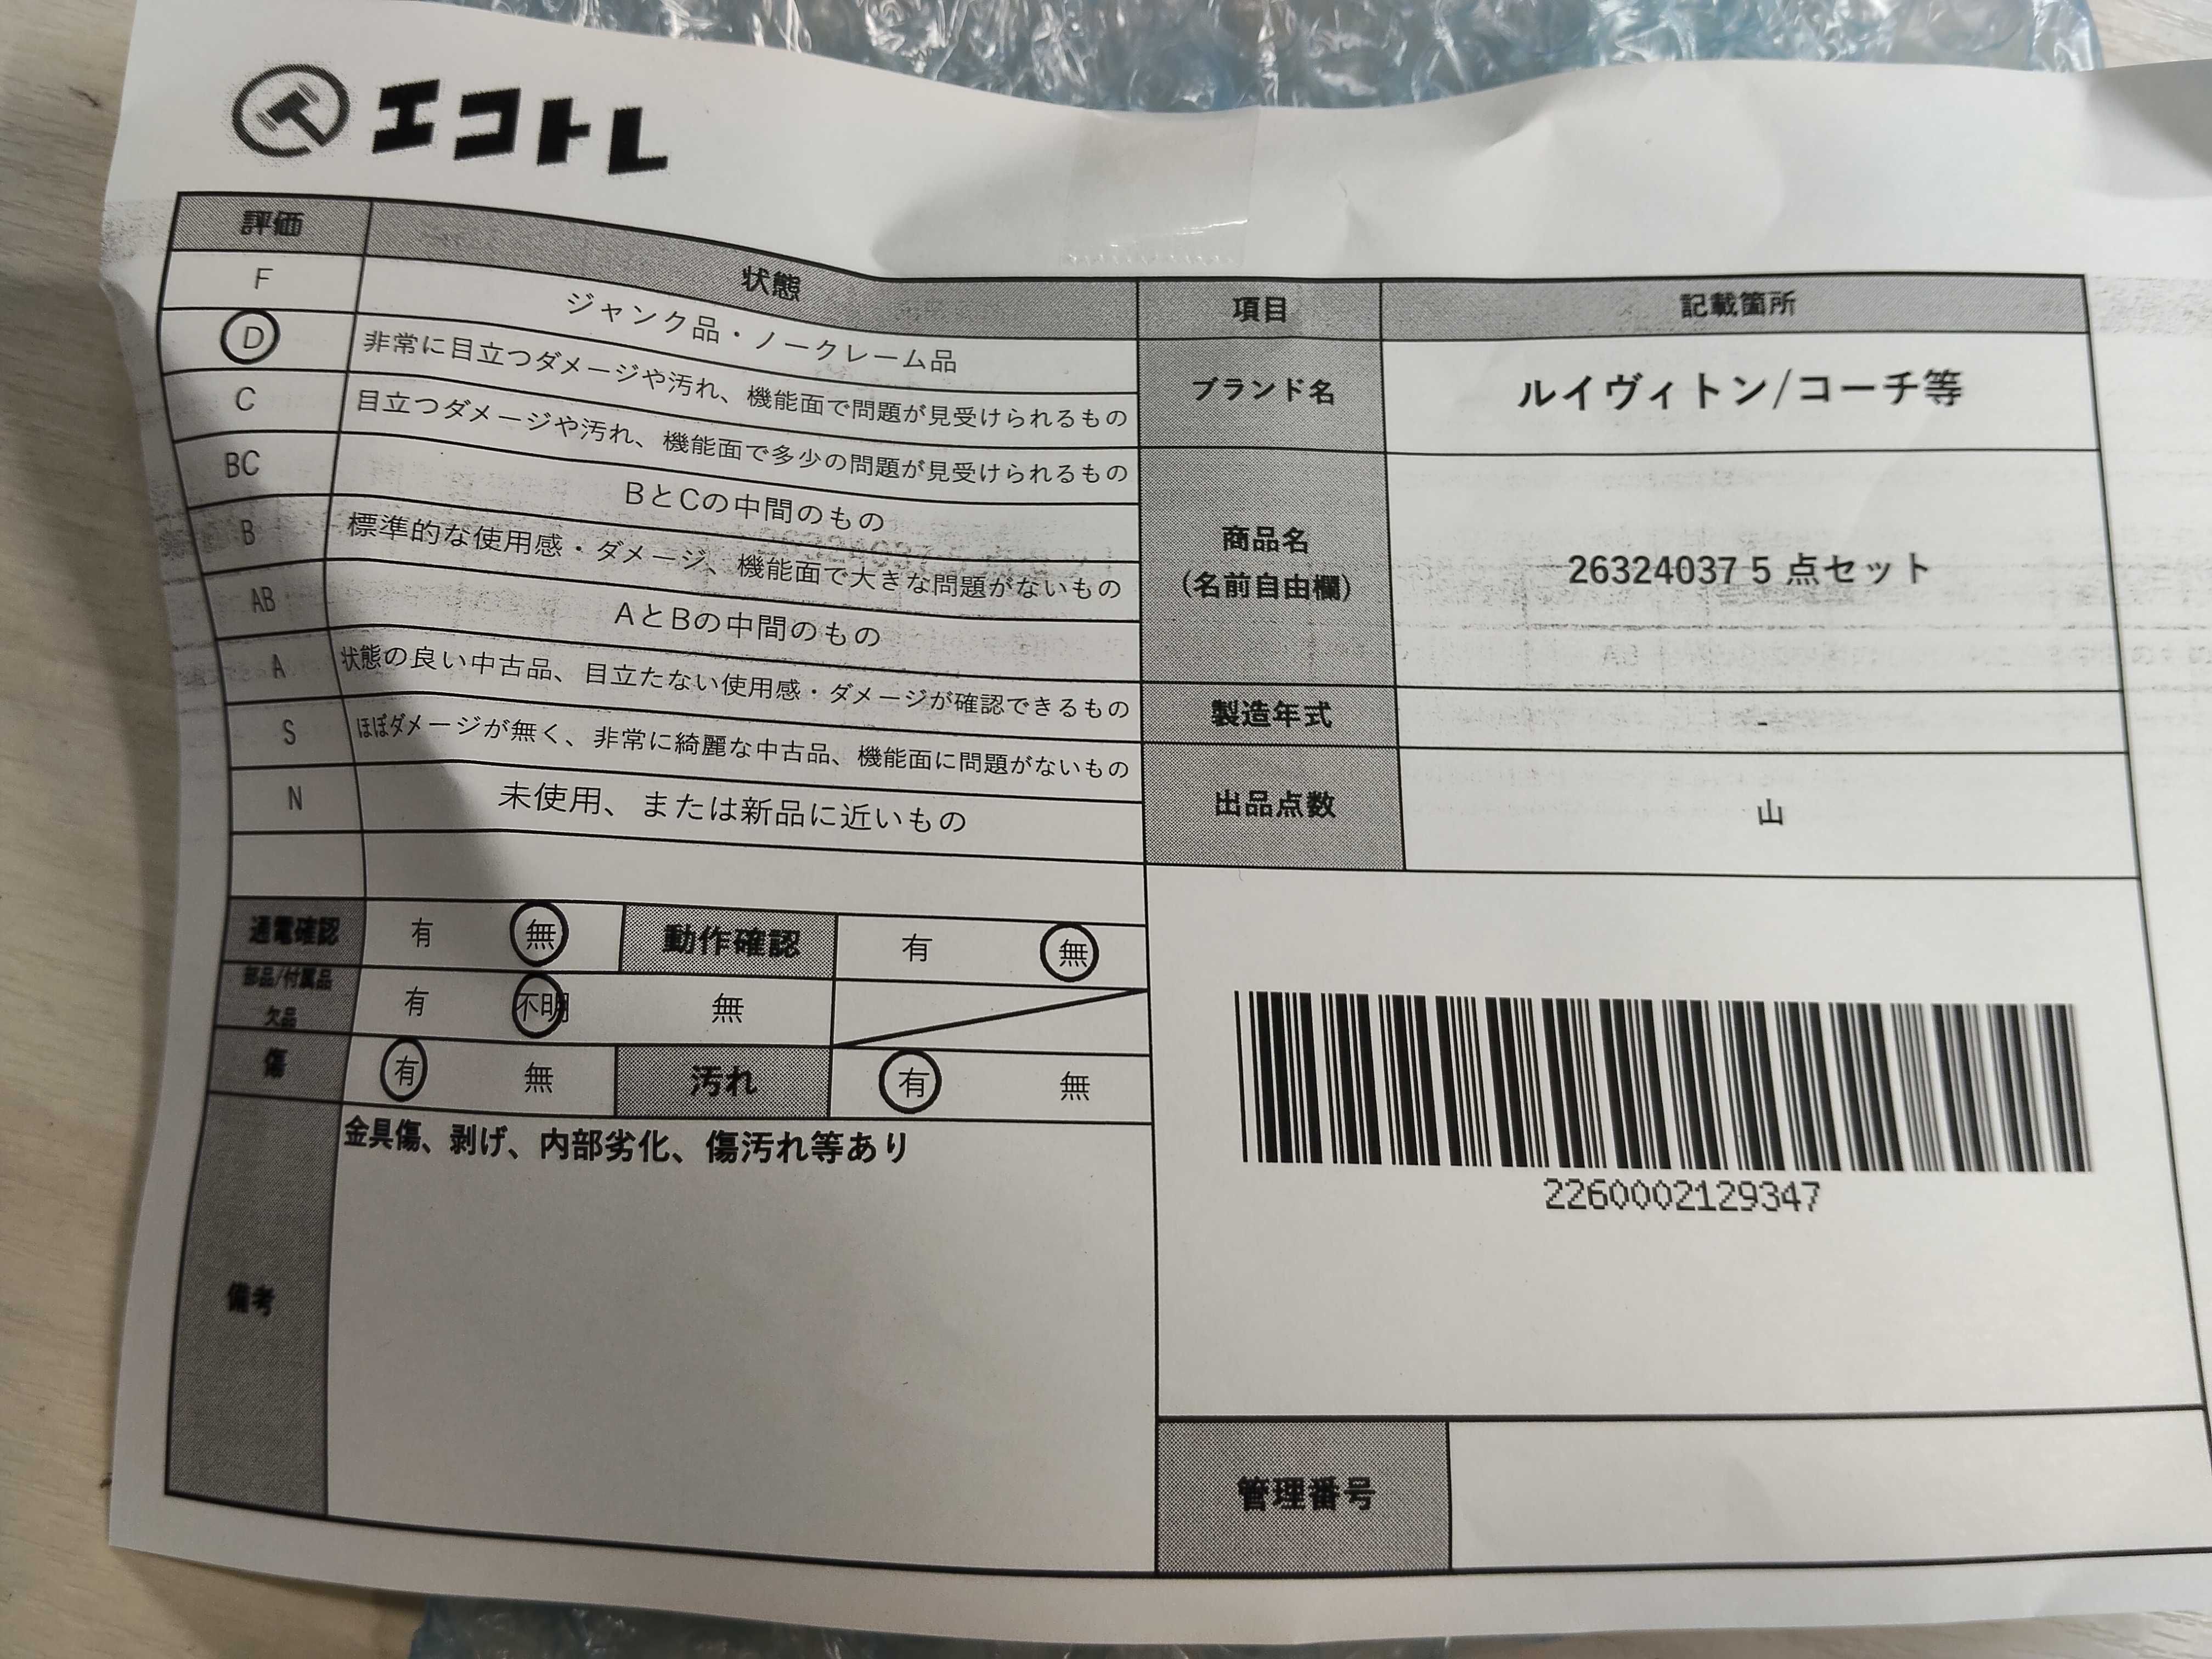 エコトレ
評価 状態
F ジャンク品・ノークレーム品
D 非常に目立つダメージや汚れ、機能面で問題が見受けられるもの
C 目立つダメージや汚れ、機能面で多少の問題が見受けられるもの
BC BとCの中間のもの
B 標準的な使用感・ダメージ、機能面で大きな問題がないもの
AB AとBの中間のもの
A 状態の良い中古品、目立たない使用感・ダメージが確認できるもの
S ほぼダメージが無く、非常に綺麗な中古品、機能面に問題がないもの
N 未使用、または新品に近いもの
通電確認 有 無 動作確認 有 無
部品/付属品
欠品 有 不明 無
傷 有 無 汚れ 有 無
備考 金具傷、剥げ、内部劣化、傷汚れ等あり
項目 記載箇所
ブランド名 ルイヴィトン/コーチ等
商品名
(名前自由欄) 26324037 5 点セット
製造年式 -
出品点数 山
2260002129347
管理番号